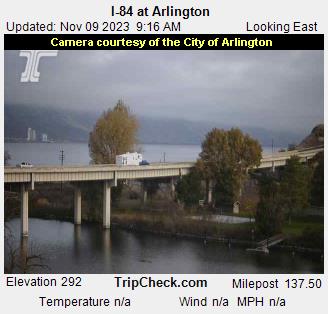 I-84 at Arlington
Updated: Nov 09 2023 9:16 AM Looking East
Camera courtesy of the City of Arlington
Elevation 292 TripCheck.com Milepost 137.50
Temperature n/a Wind n/a MPH n/a